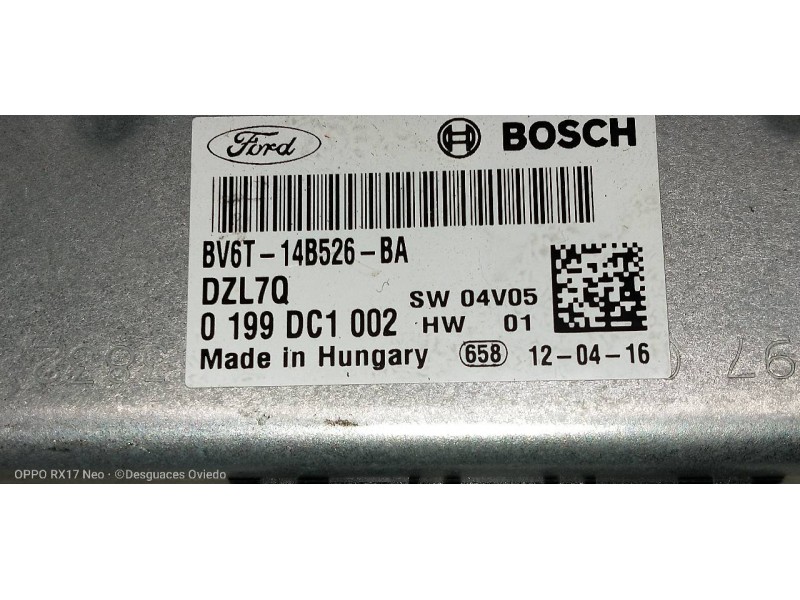 Ford BOSCH
BV6T-14B526-BA
DZL7Q SW 04V05
0 199 DC1 002 HW 01
Made in Hungary 658 12-04-16
97
OPPO RX17 Neo · ©Desguaces Oviedo